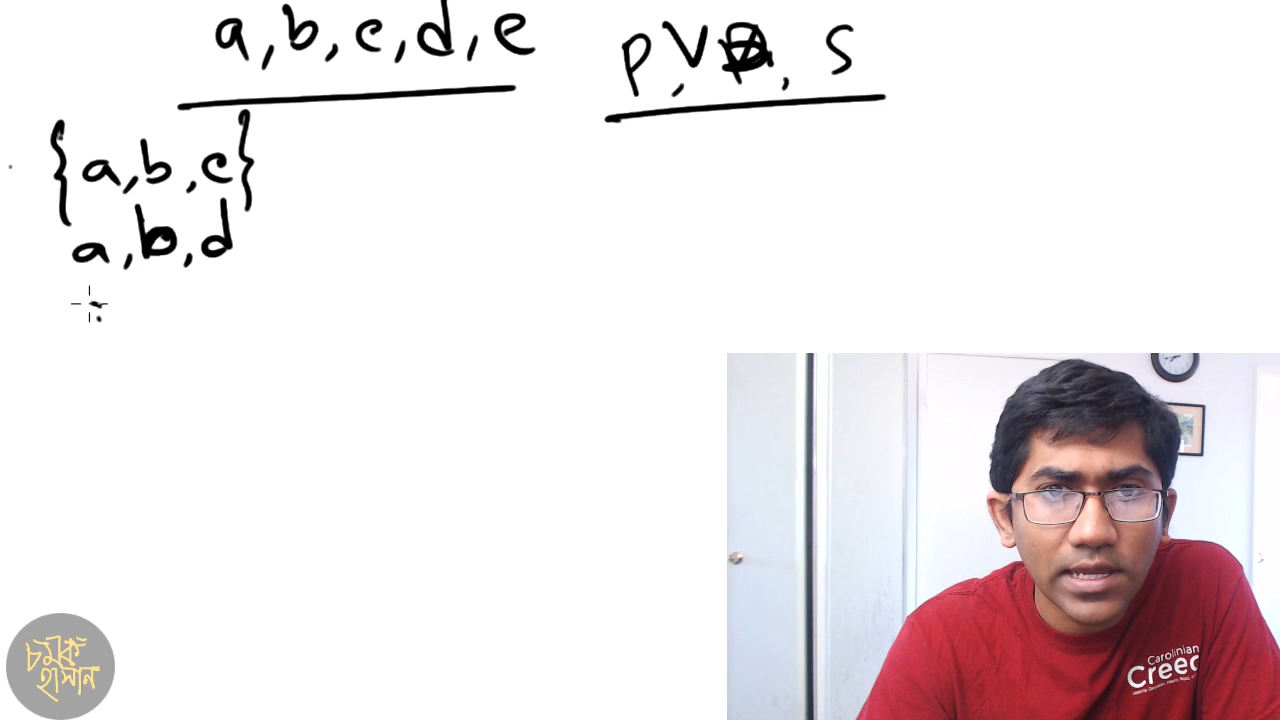 a, b, c, d, e
P, V, S
{a, b, c}
a, b, d
চমক
হাসান
Carolinian
Creed